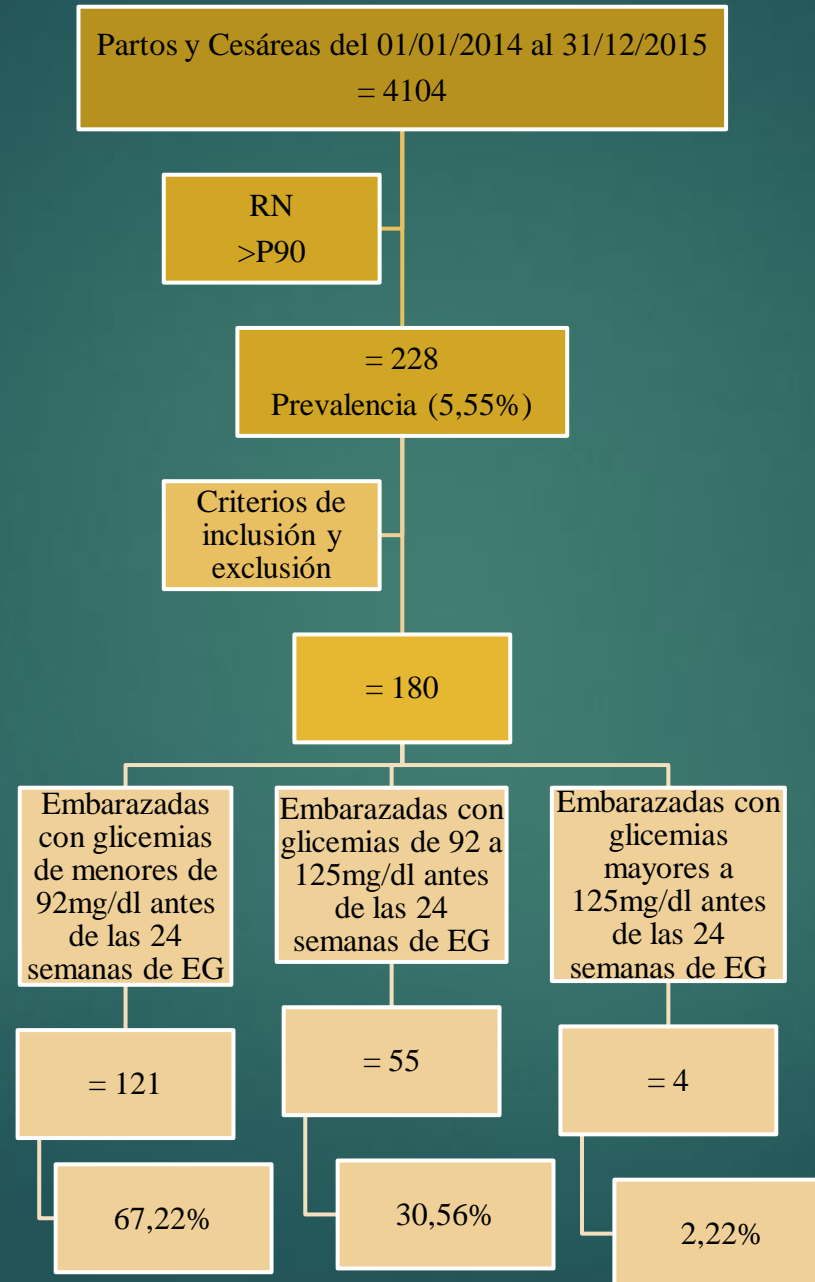 Partos y Cesáreas del 01/01/2014 al 31/12/2015
= 4104
RN
>P90
= 228
Prevalencia (5,55%)
Criterios de
inclusión y
exclusión
= 180
Embarazadas
con glicemias
de menores de
92mg/dl antes
de las 24
semanas de EG
Embarazadas con
glicemias de 92 a
125mg/dl antes
de las 24
semanas de EG
Embarazadas con
glicemias
mayores a
125mg/dl antes
de las 24
semanas de EG
= 121
= 55
= 4
67,22%
30,56%
2,22%